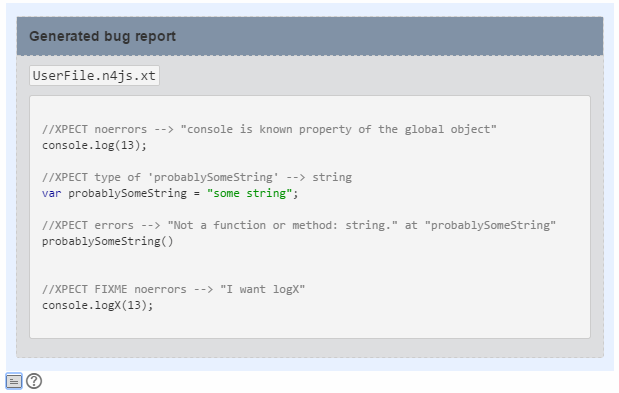 Generated bug report
UserFile.n4js.xt
//XPECT noerrors --> "console is known property of the global object"
console.log(13);
//XPECT type of 'probablySomeString' --> string
var probablySomeString = "some string";
//XPECT errors --> "Not a function or method: string." at "probablySomeString"
probablySomeString()
//XPECT FIXME noerrors --> "I want logX"
console.logX(13);
?